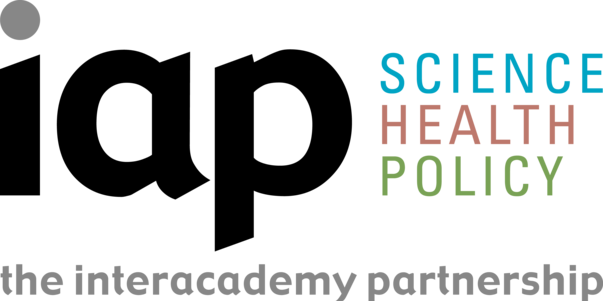 iap
SCIENCE
HEALTH
POLICY
the interacademy partnership